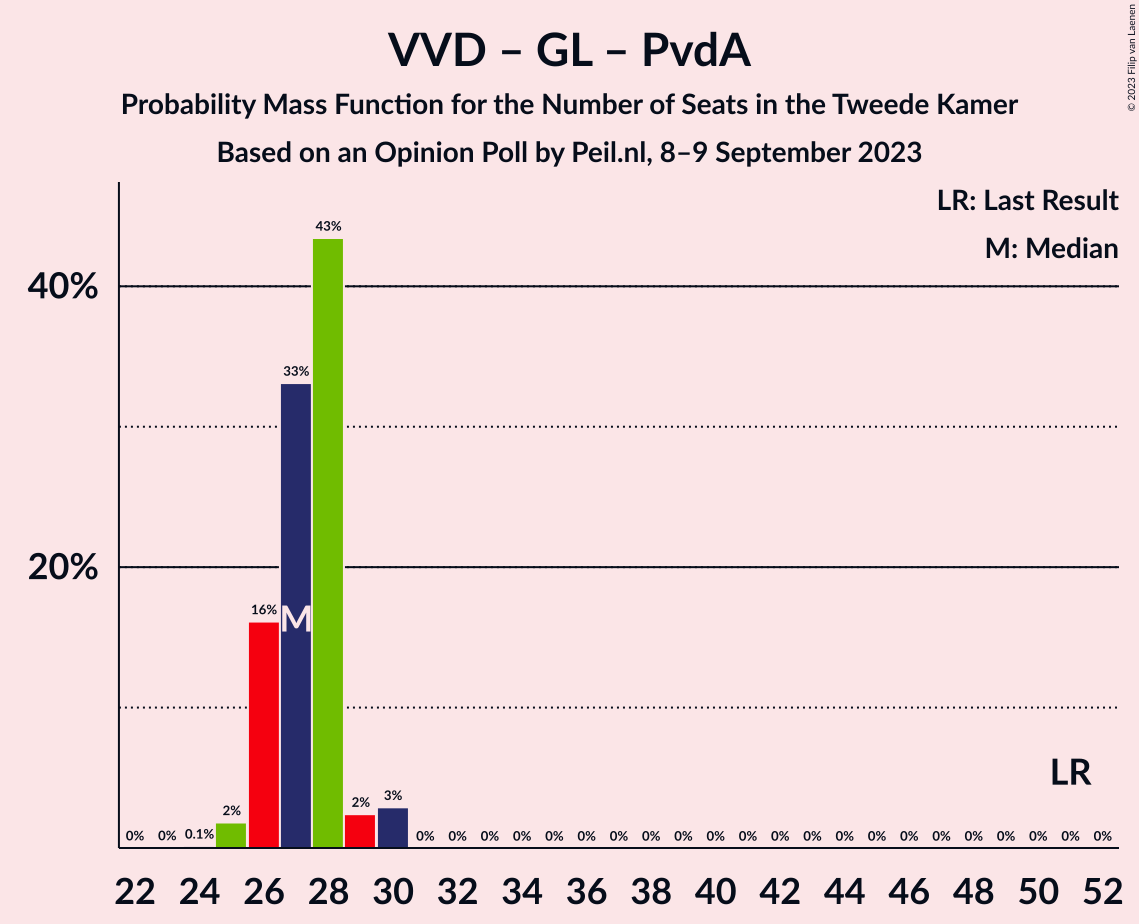 VVD – GL – PvdA
Probability Mass Function for the Number of Seats in the Tweede Kamer
Based on an Opinion Poll by Peil.nl, 8–9 September 2023
© 2023 Filip van Laenen
LR: Last Result
M: Median
40%
20%
0% 0% 0.1% 2% 16% 33% 43% 2% 3% 0% 0% 0% 0% 0% 0% 0% 0% 0% 0% 0% 0% 0% 0% 0% 0% 0% 0% 0% 0% 0% 0%
M
LR
22 24 26 28 30 32 34 36 38 40 42 44 46 48 50 52